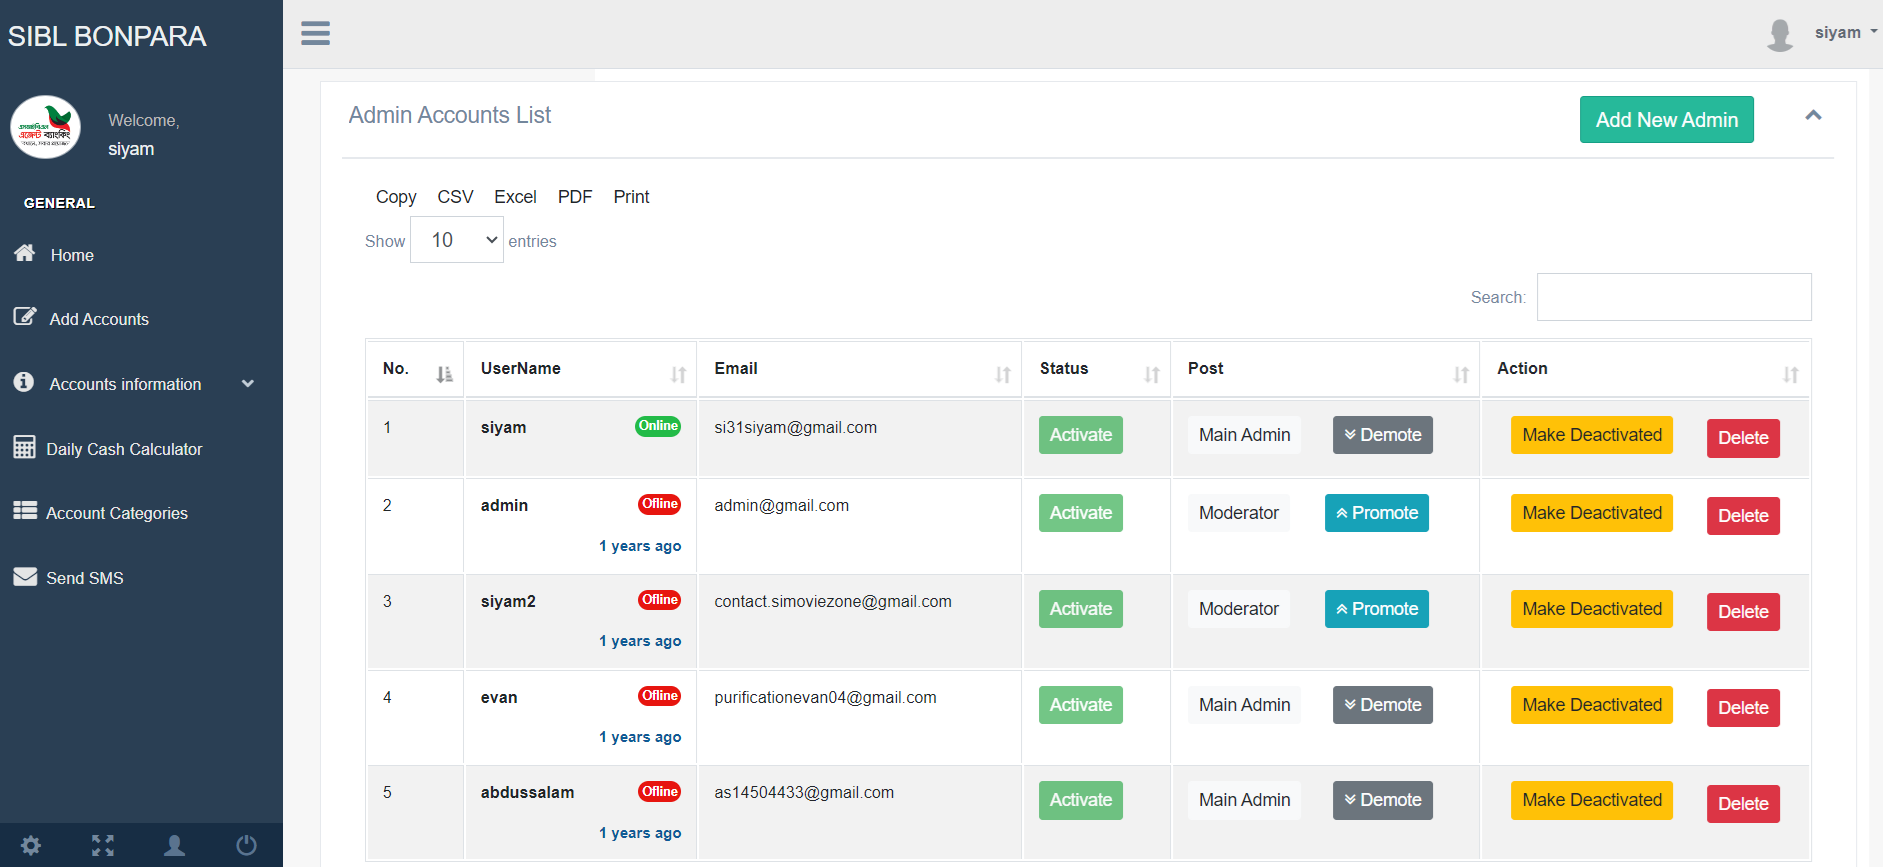 SIBL BONPARA
siyam
এজেন্ট ব্যাংকিং
Welcome,
siyam
GENERAL
Home
Add Accounts
Accounts information
Daily Cash Calculator
Account Categories
Send SMS
Admin Accounts List
Add New Admin
Copy CSV Excel PDF Print
Show 10 entries
Search:
No. UserName Email Status Post Action
1 siyam Online si31siyam@gmail.com Activate Main Admin Demote Make Deactivated Delete
2 admin Ofline admin@gmail.com Activate Moderator Promote Make Deactivated Delete
1 years ago
3 siyam2 Ofline contact.simoviezone@gmail.com Activate Moderator Promote Make Deactivated Delete
1 years ago
4 evan Ofline purificationevan04@gmail.com Activate Main Admin Demote Make Deactivated Delete
1 years ago
5 abdussalam Ofline as14504433@gmail.com Activate Main Admin Demote Make Deactivated Delete
1 years ago